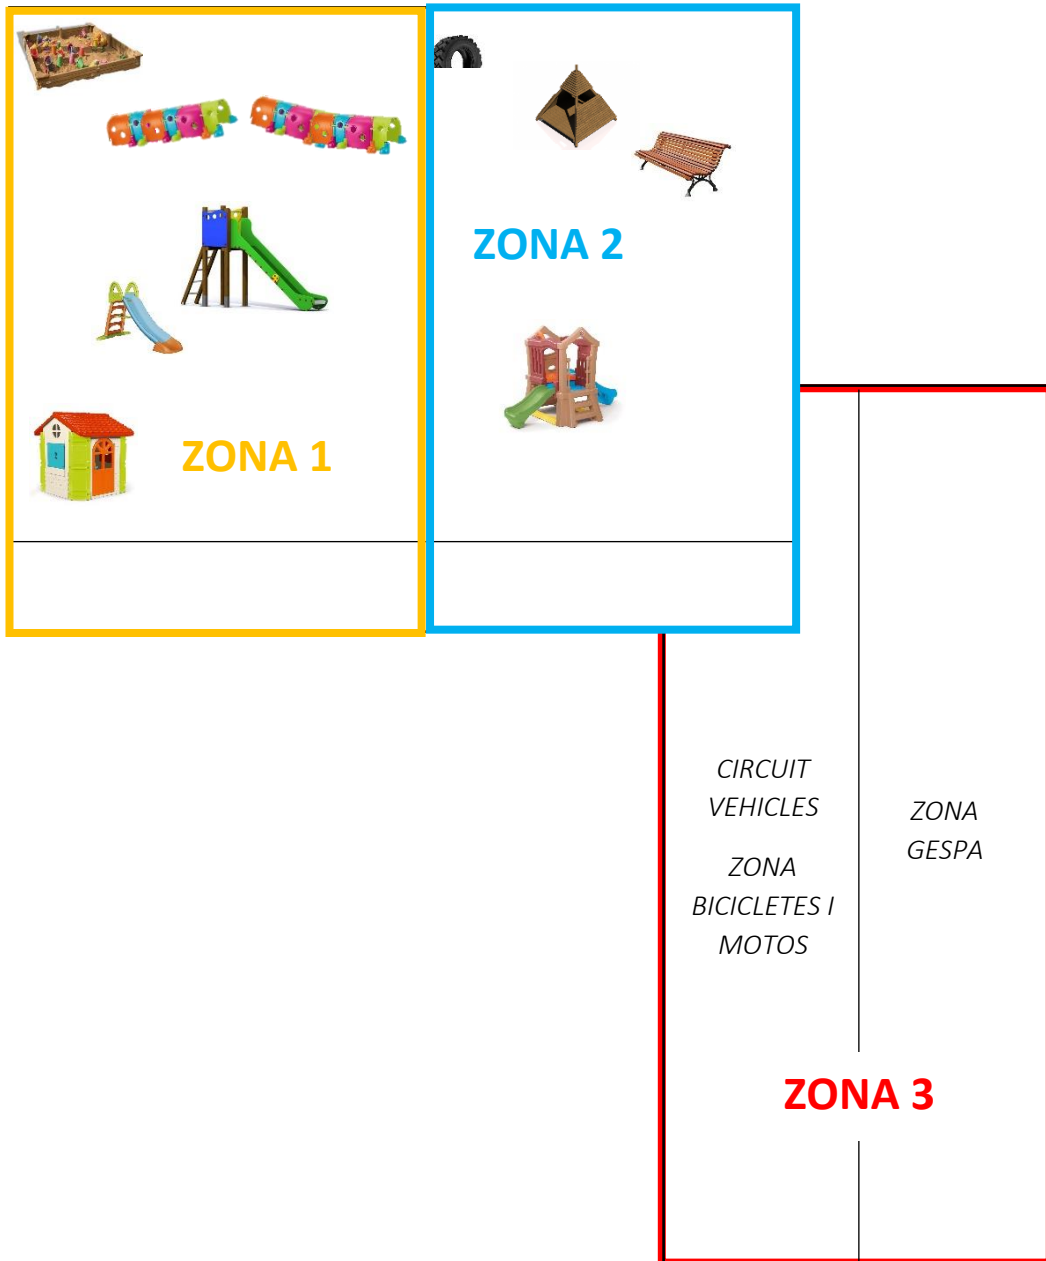 ZONA 2
ZONA 1
CIRCUIT
VEHICLES
ZONA
BICICLETES I
MOTOS
ZONA
GESPA
ZONA 3